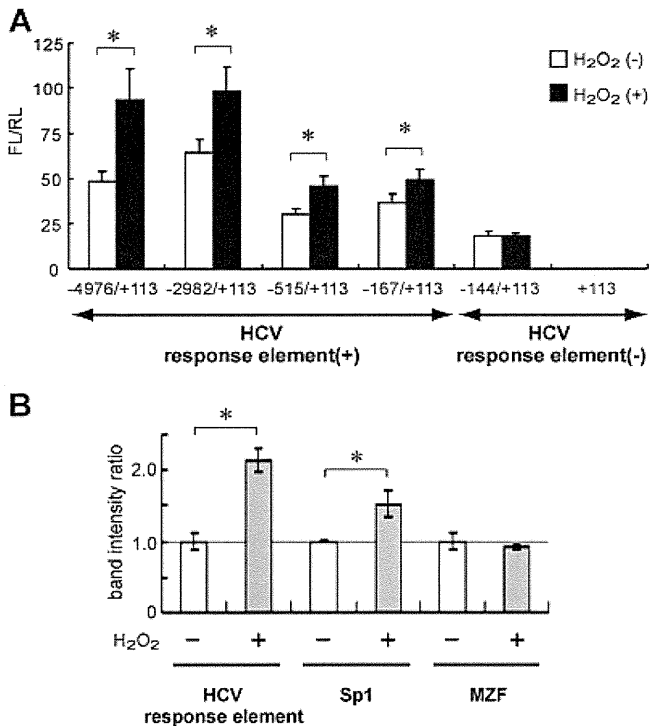 A
*
*
*
*
125
100
75
50
25
0
FL/RL
H₂O₂ (-)
H₂O₂ (+)
-4976/+113 -2982/+113 -515/+113 -167/+113 -144/+113 +113
HCV
response element(+)
HCV
response element(-)
B
*
*
2.0
1.0
0
band intensity ratio
H₂O₂ − + − + − +
HCV
response element
Sp1
MZF